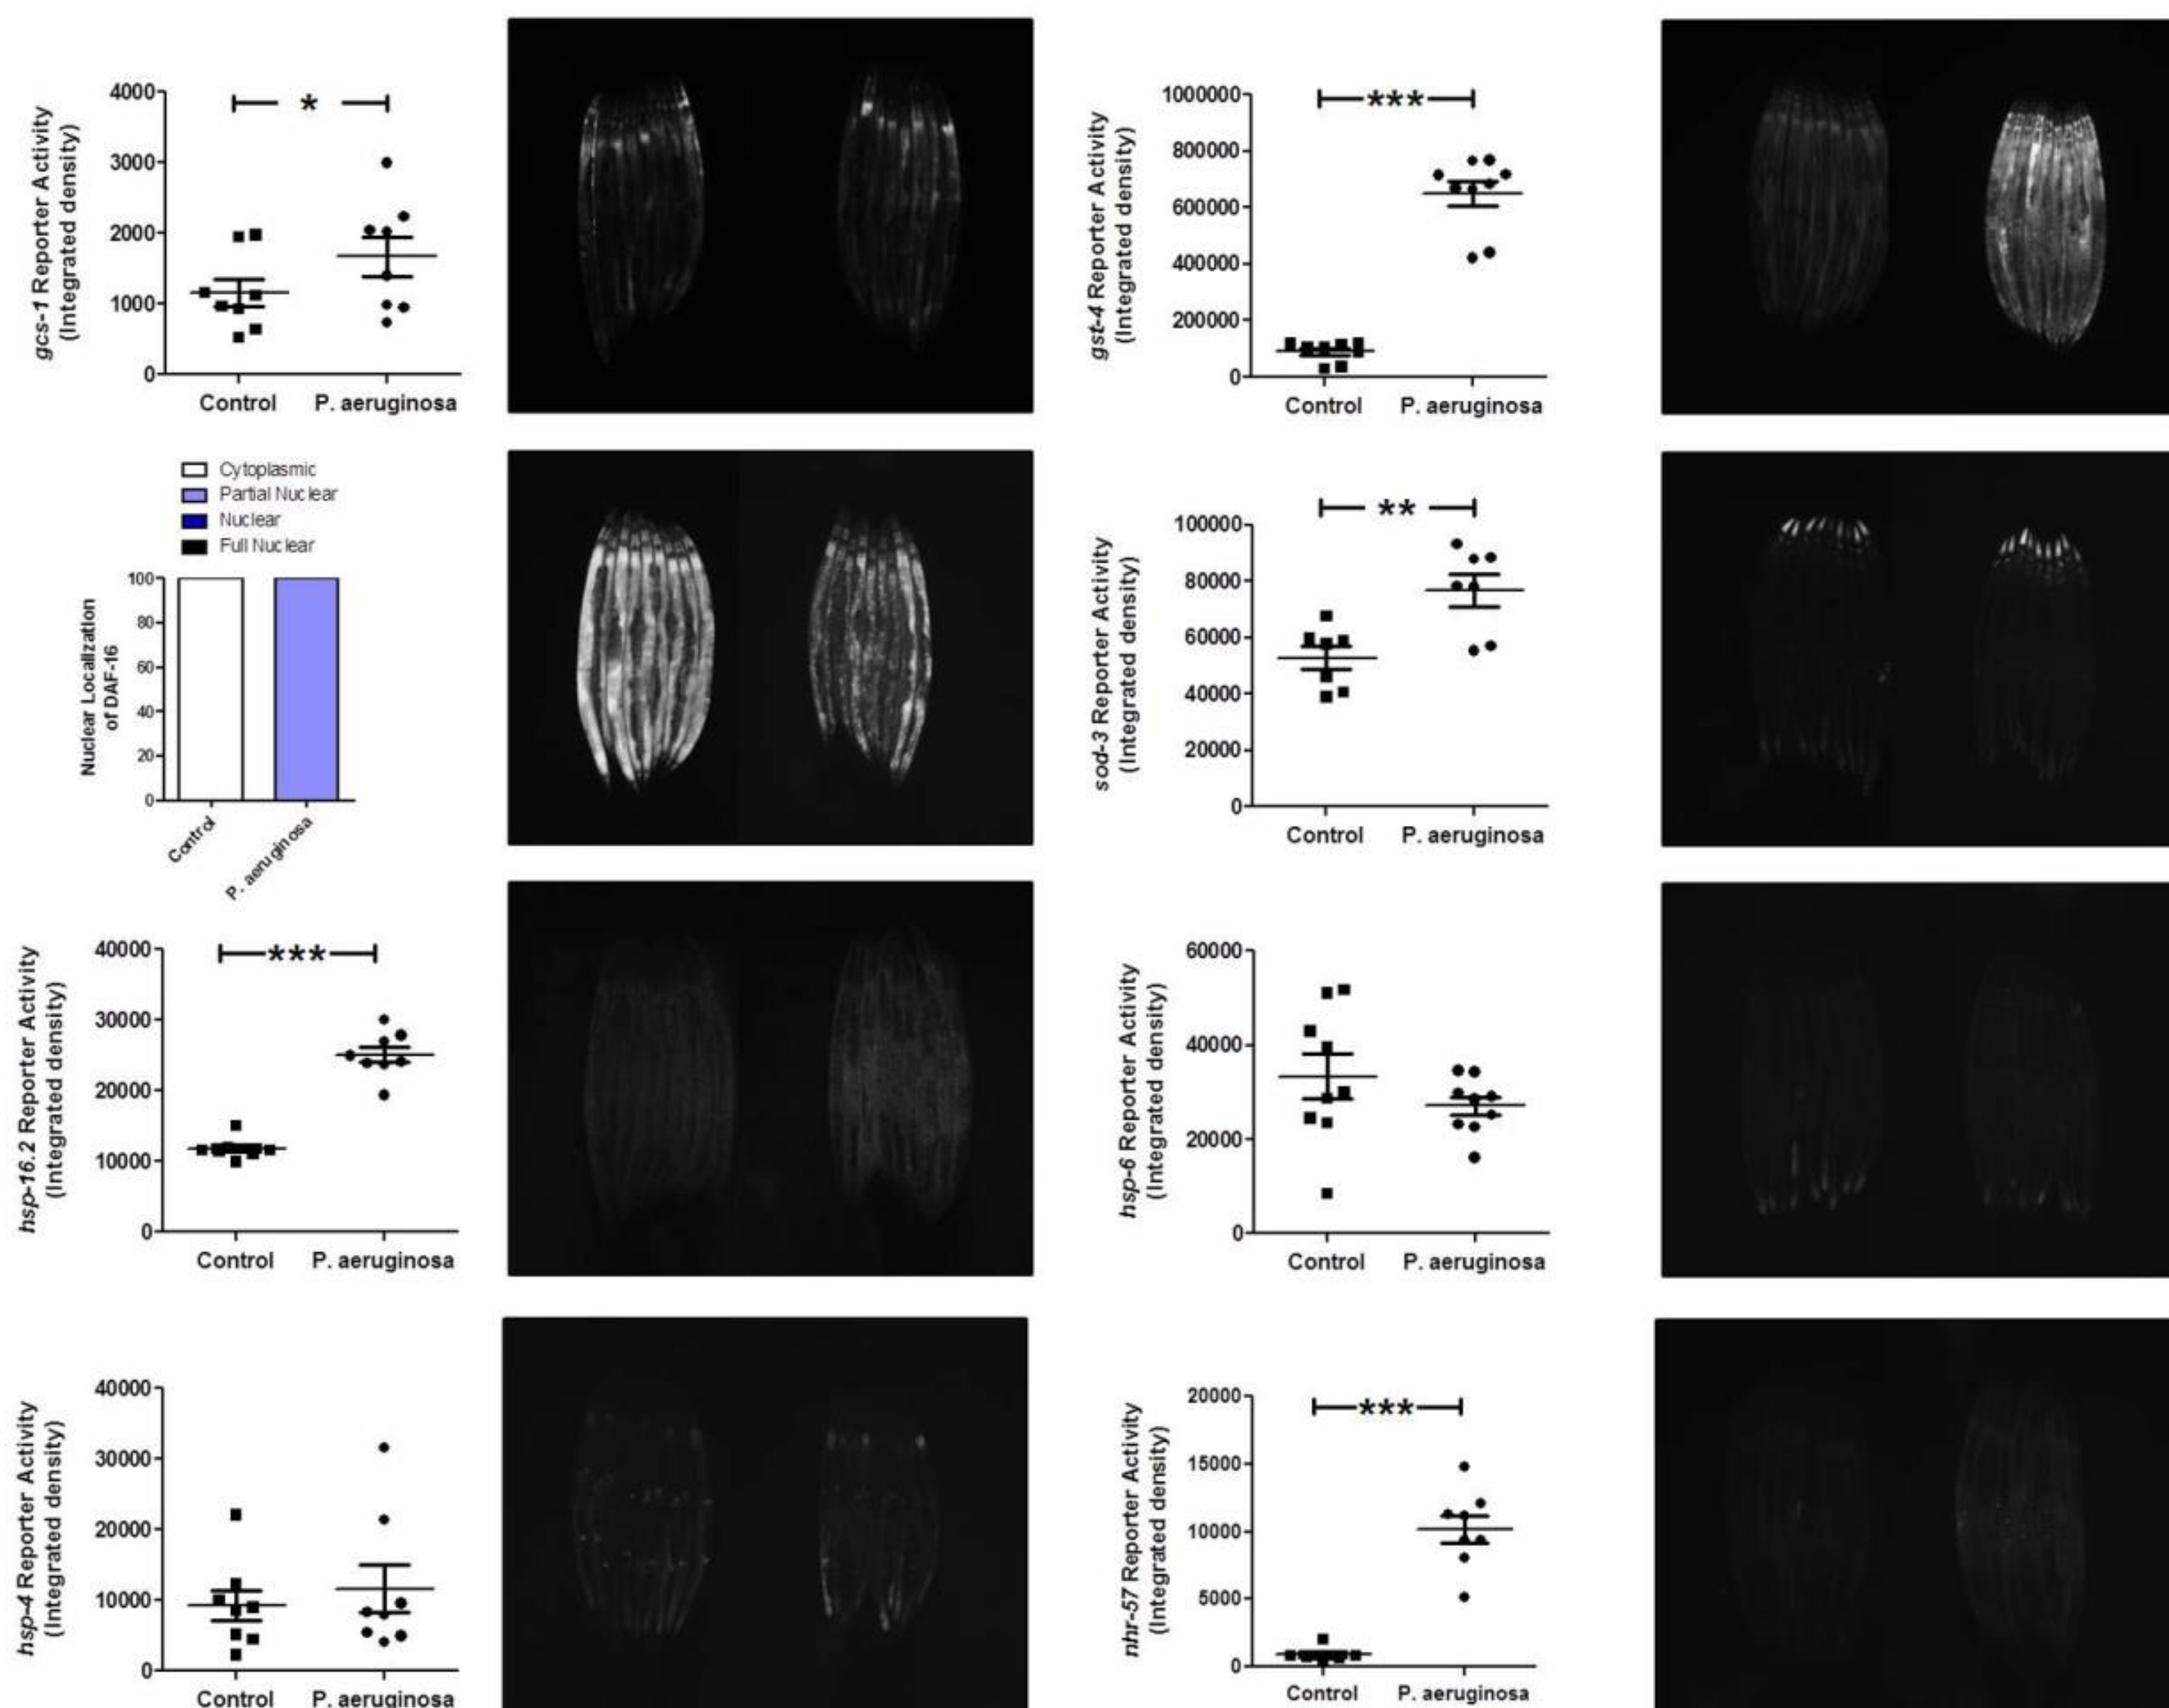 gcs-1 Reporter Activity
(Integrated density)
4000
3000
2000
1000
0
*
Control P. aeruginosa
gst-4 Reporter Activity
(Integrated density)
1000000
800000
600000
400000
200000
0
***
Control P. aeruginosa
Cytoplasmic
Partial Nuclear
Nuclear
Full Nuclear
Nuclear Localization
of DAF-16
100
80
60
40
20
0
Control
P. aeruginosa
sod-3 Reporter Activity
(Integrated density)
100000
80000
60000
40000
20000
0
**
Control P. aeruginosa
hsp-16.2 Reporter Activity
(Integrated density)
40000
30000
20000
10000
0
***
Control P. aeruginosa
hsp-6 Reporter Activity
(Integrated density)
60000
40000
20000
0
Control P. aeruginosa
hsp-4 Reporter Activity
(Integrated density)
40000
30000
20000
10000
0
Control P. aeruginosa
nhr-57 Reporter Activity
(Integrated density)
20000
15000
10000
5000
0
***
Control P. aeruginosa